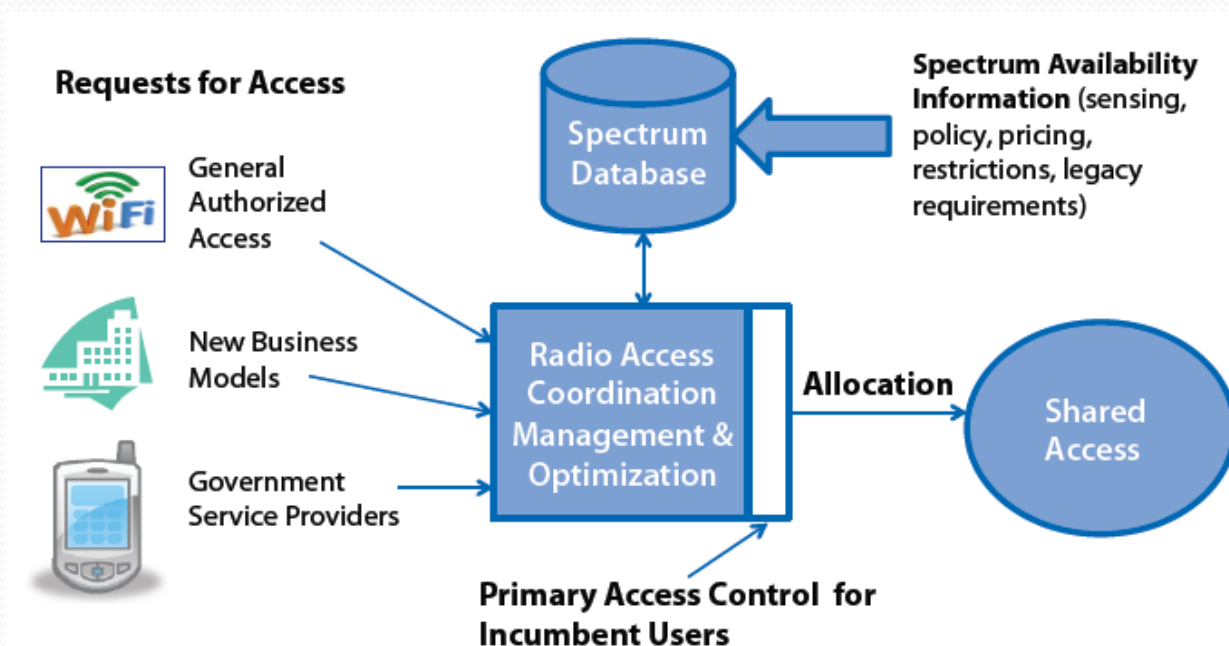 Requests for Access
WiFi
General
Authorized
Access
New Business
Models
Government
Service Providers
Spectrum
Database
Spectrum Availability
Information (sensing,
policy, pricing,
restrictions, legacy
requirements)
Radio Access
Coordination
Management &
Optimization
Allocation
Shared
Access
Primary Access Control for
Incumbent Users